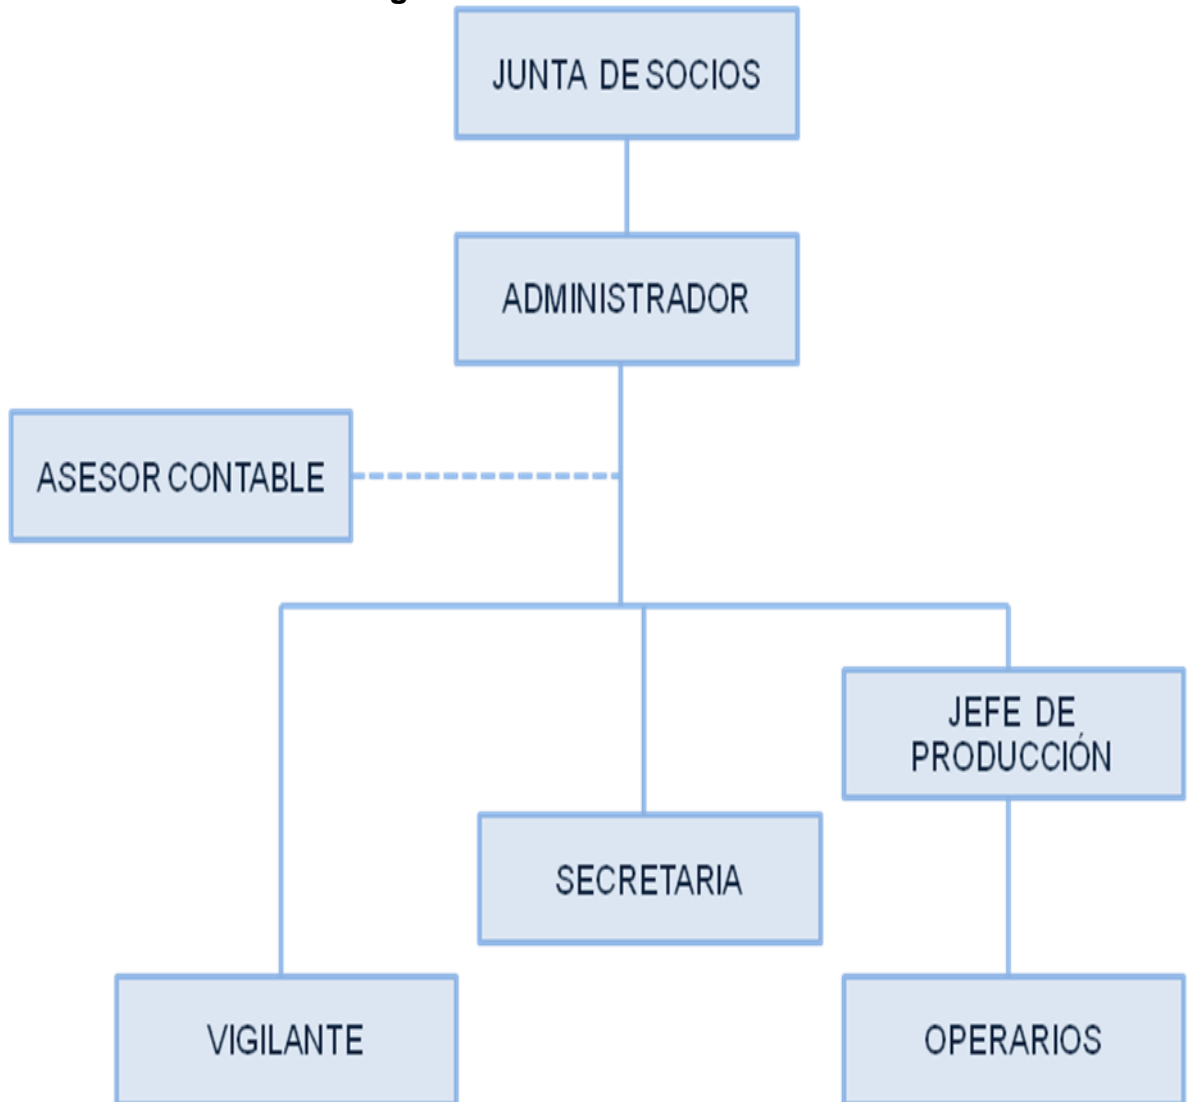 JUNTA DE SOCIOS
ADMINISTRADOR
ASESOR CONTABLE
JEFE DE
PRODUCCIÓN
SECRETARIA
VIGILANTE
OPERARIOS